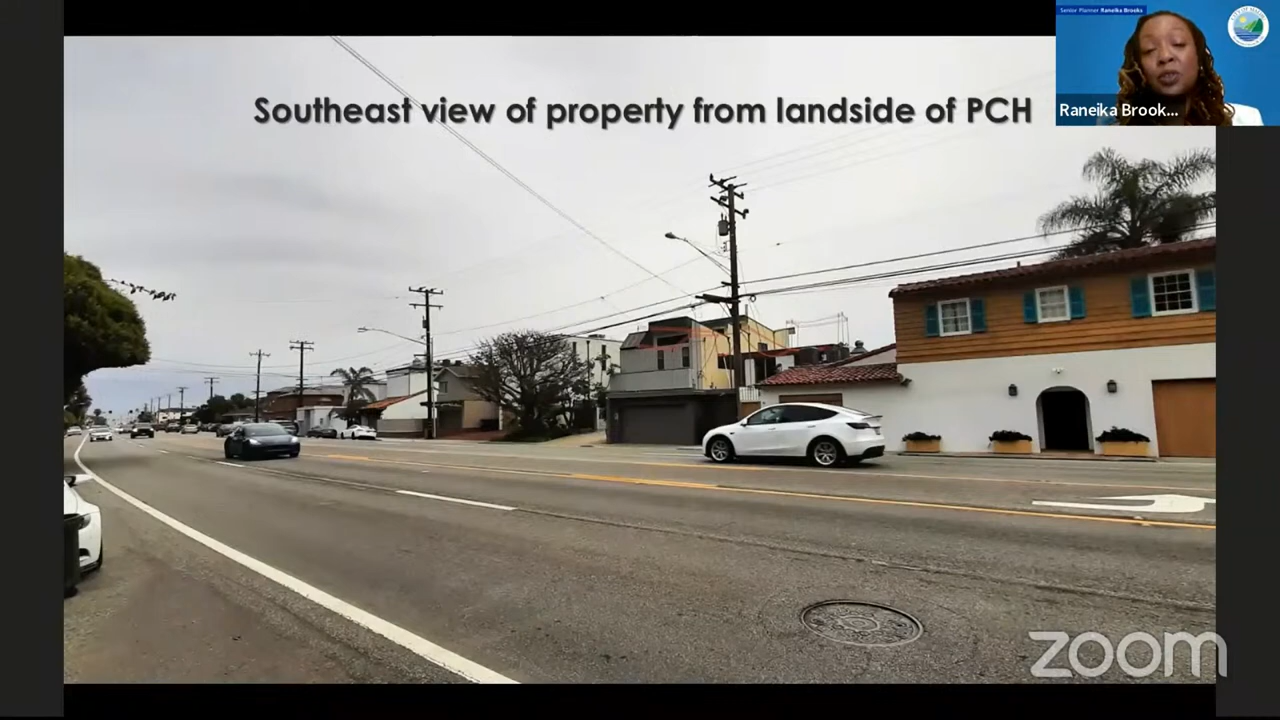 Senior Planner Raneika Brooks
Southeast view of property from landside of PCH
Raneika Brook...
zoom